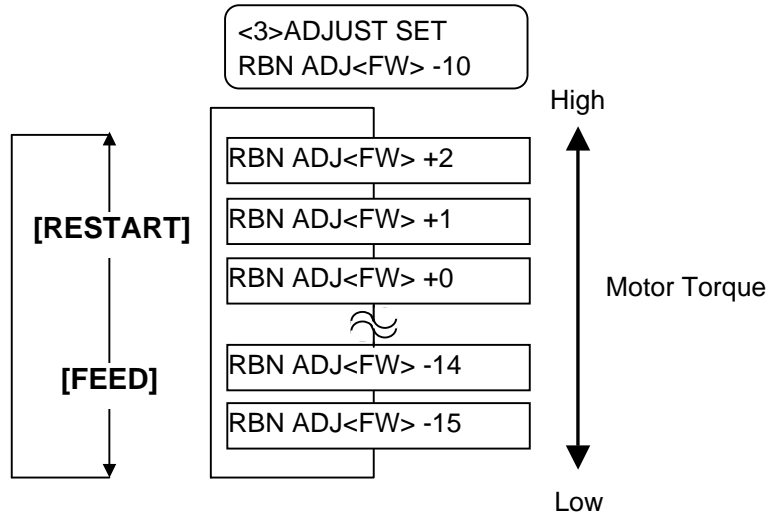 <3>ADJUST SET
RBN ADJ<FW> -10
High
RBN ADJ<FW> +2
[RESTART]
RBN ADJ<FW> +1
RBN ADJ<FW> +0
Motor Torque
[FEED]
RBN ADJ<FW> -14
RBN ADJ<FW> -15
Low